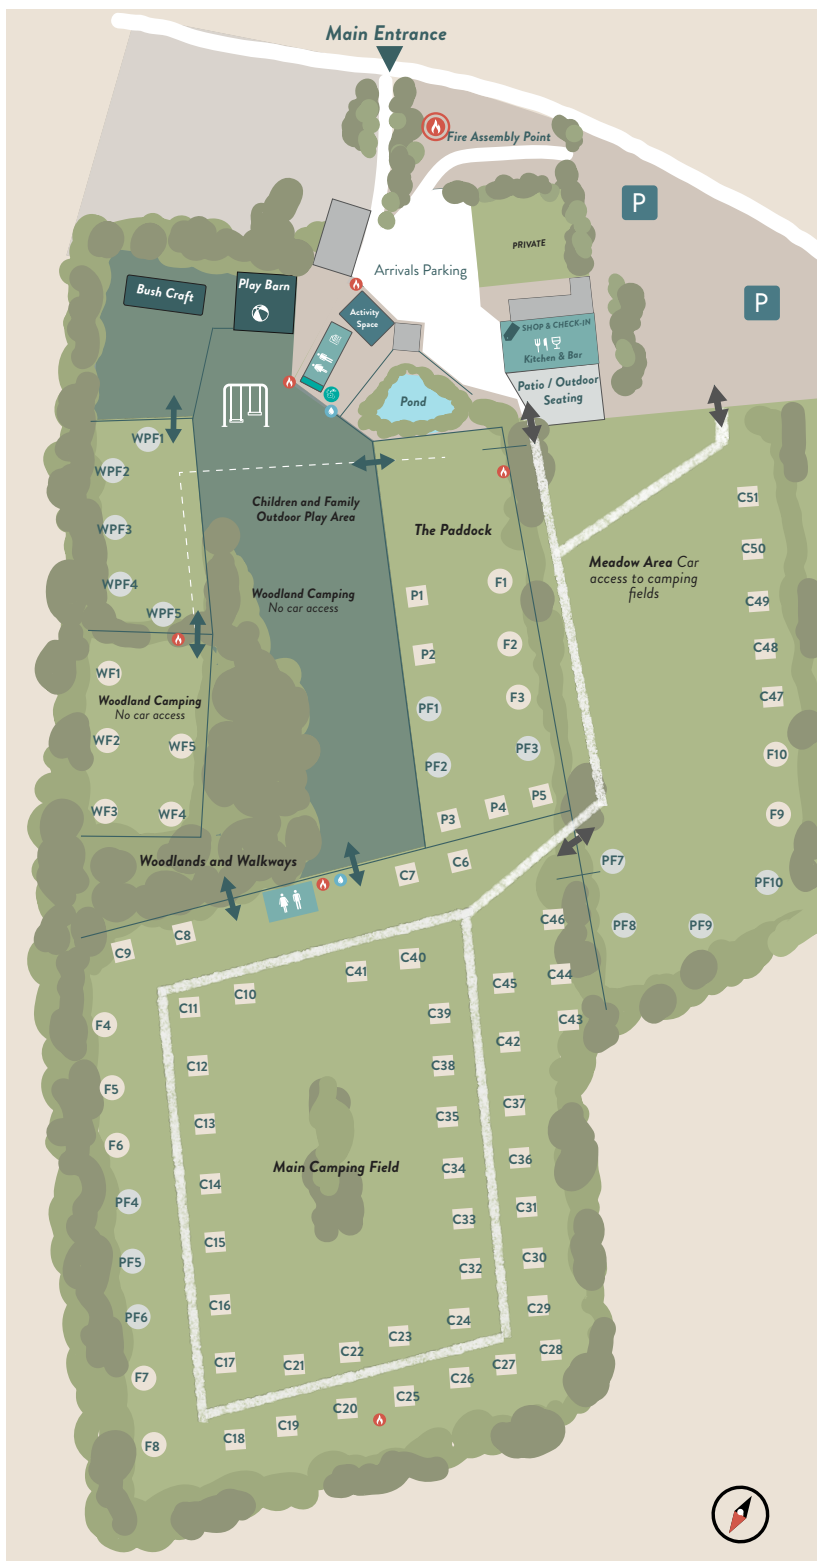 Main Entrance
Fire Assembly Point
P
PRIVATE
Arrivals Parking
Bush Craft
Play Barn
P
Activity
Space
SHOP & CHECK-IN
Kitchen & Bar
Patio / Outdoor
Seating
Pond
WPF1
WPF2
WPF3
WPF4
WPF5
Children and Family
Outdoor Play Area
The Paddock
Woodland Camping
No car access
Meadow Area Car
access to camping
fields
C51
C50
C49
C48
C47
F10
F9
PF10
PF9
PF8
PF7
P1
P2
PF1
PF2
P3
P4
P5
F1
F2
F3
PF3
WF1
Woodland Camping
No car access
WF2
WF5
WF3
WF4
Woodlands and Walkways
C7
C6
C9
C8
C46
C44
C45
C43
C42
C41
C40
C39
C38
C35
C34
C33
C32
C24
C37
C36
C31
C30
C29
C28
C27
C11
C10
C12
C13
C14
C15
C16
C17
Main Camping Field
F4
F5
F6
PF4
PF5
PF6
F7
F8
C21
C22
C23
C18
C19
C20
C25
C26